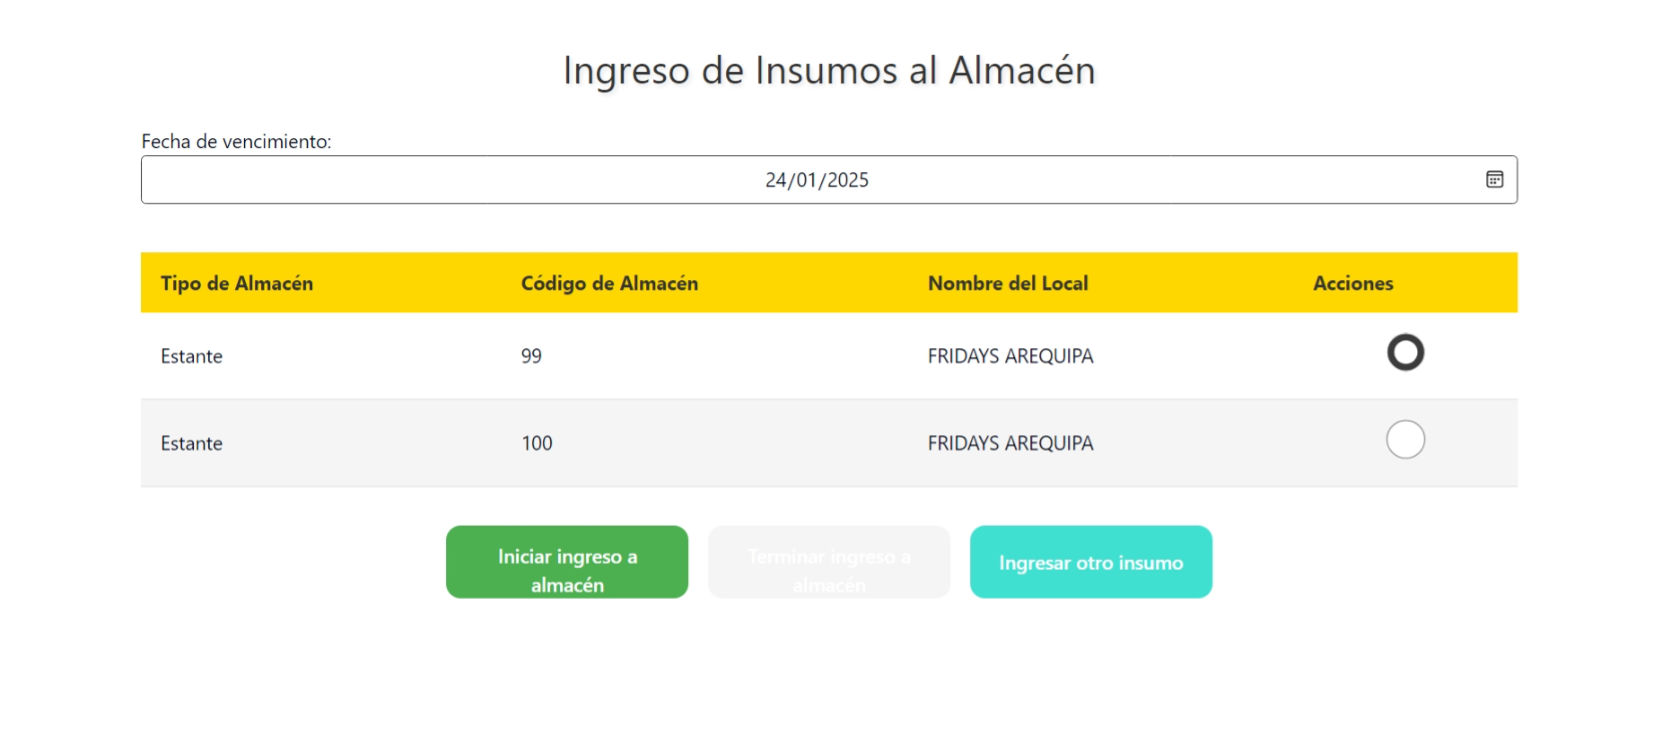 Ingreso de Insumos al Almacén
Fecha de vencimiento:
24/01/2025
Tipo de Almacén Código de Almacén Nombre del Local Acciones
Estante 99 FRIDAYS AREQUIPA
Estante 100 FRIDAYS AREQUIPA
Iniciar ingreso a
almacén
Terminar ingreso a
almacén
Ingresar otro insumo